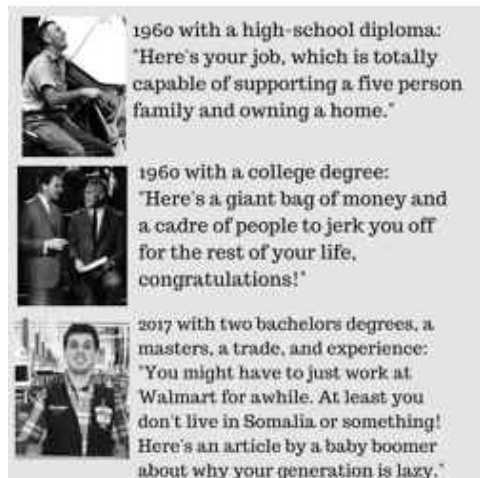 1960 with a high-school diploma:
"Here's your job, which is totally
capable of supporting a five person
family and owning a home."
1960 with a college degree:
"Here's a giant bag of money and
a cadre of people to jerk you off
for the rest of your life,
congratulations!"
2017 with two bachelors degrees, a
masters, a trade, and experience:
"You might have to just work at
Walmart for awhile. At least you
don't live in Somalia or something!
Here's an article by a baby boomer
about why your generation is lazy."